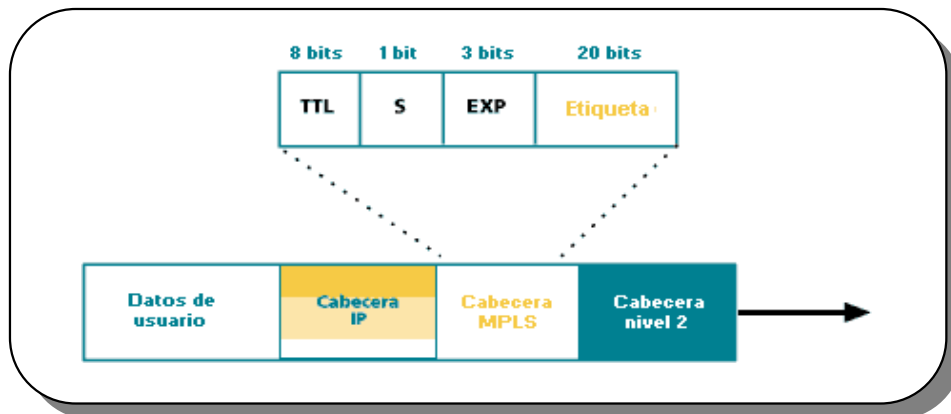 8 bits 1 bit 3 bits 20 bits
TTL S EXP Etiqueta
Datos de
usuario
Cabecera
IP
Cabecera
MPLS
Cabecera
nivel 2